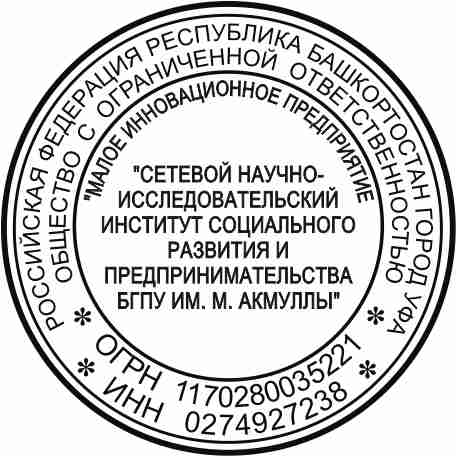 РОССИЙСКАЯ ФЕДЕРАЦИЯ РЕСПУБЛИКА БАШКОРТОСТАН ГОРОД УФА
ОБЩЕСТВО С ОГРАНИЧЕННОЙ ОТВЕТСТВЕННОСТЬЮ
"МАЛОЕ ИННОВАЦИОННОЕ ПРЕДПРИЯТИЕ
"СЕТЕВОЙ НАУЧНО-
ИССЛЕДОВАТЕЛЬСКИЙ
ИНСТИТУТ СОЦИАЛЬНОГО
РАЗВИТИЯ И
ПРЕДПРИНИМАТЕЛЬСТВА
БГПУ ИМ. М. АКМУЛЛЫ"
* ОГРН 1170280035221 *
* ИНН 0274927238 *